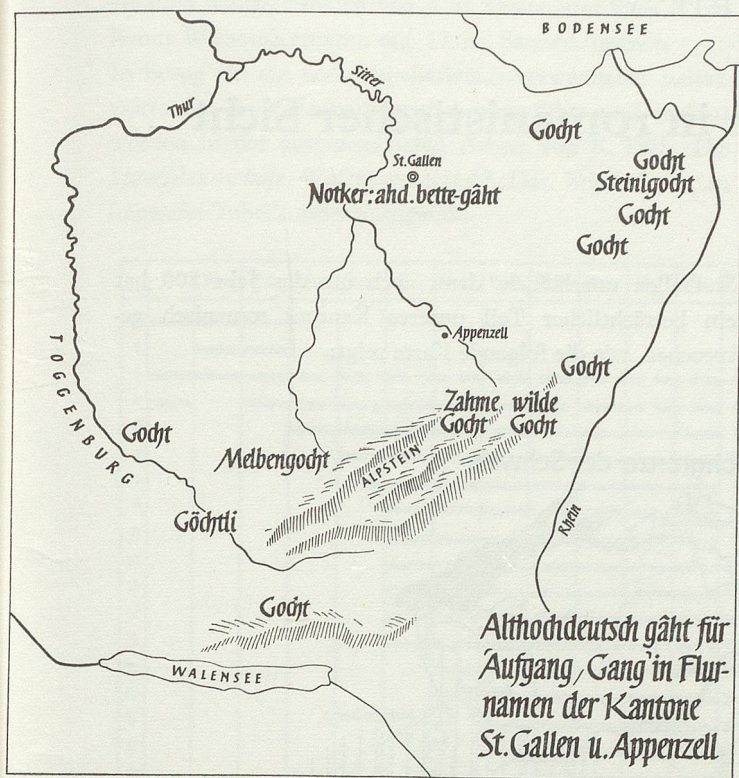 BODENSEE
Thur
Sitter
Gocht
St. Gallen
Gocht
Notker: ahd. bette-gâht
Steinigocht
Gocht
Gocht
Appenzell
TOGGENBURG
Gocht
Zahme wilde
Gocht Gocht
Gocht
Melbengocht
ALPSTEIN
Göchtli
Rhein
Gocht
WALENSEE
Althochdeutsch gâht für
'Aufgang, Gang' in Flur-
namen der Kantone
St. Gallen u. Appenzell